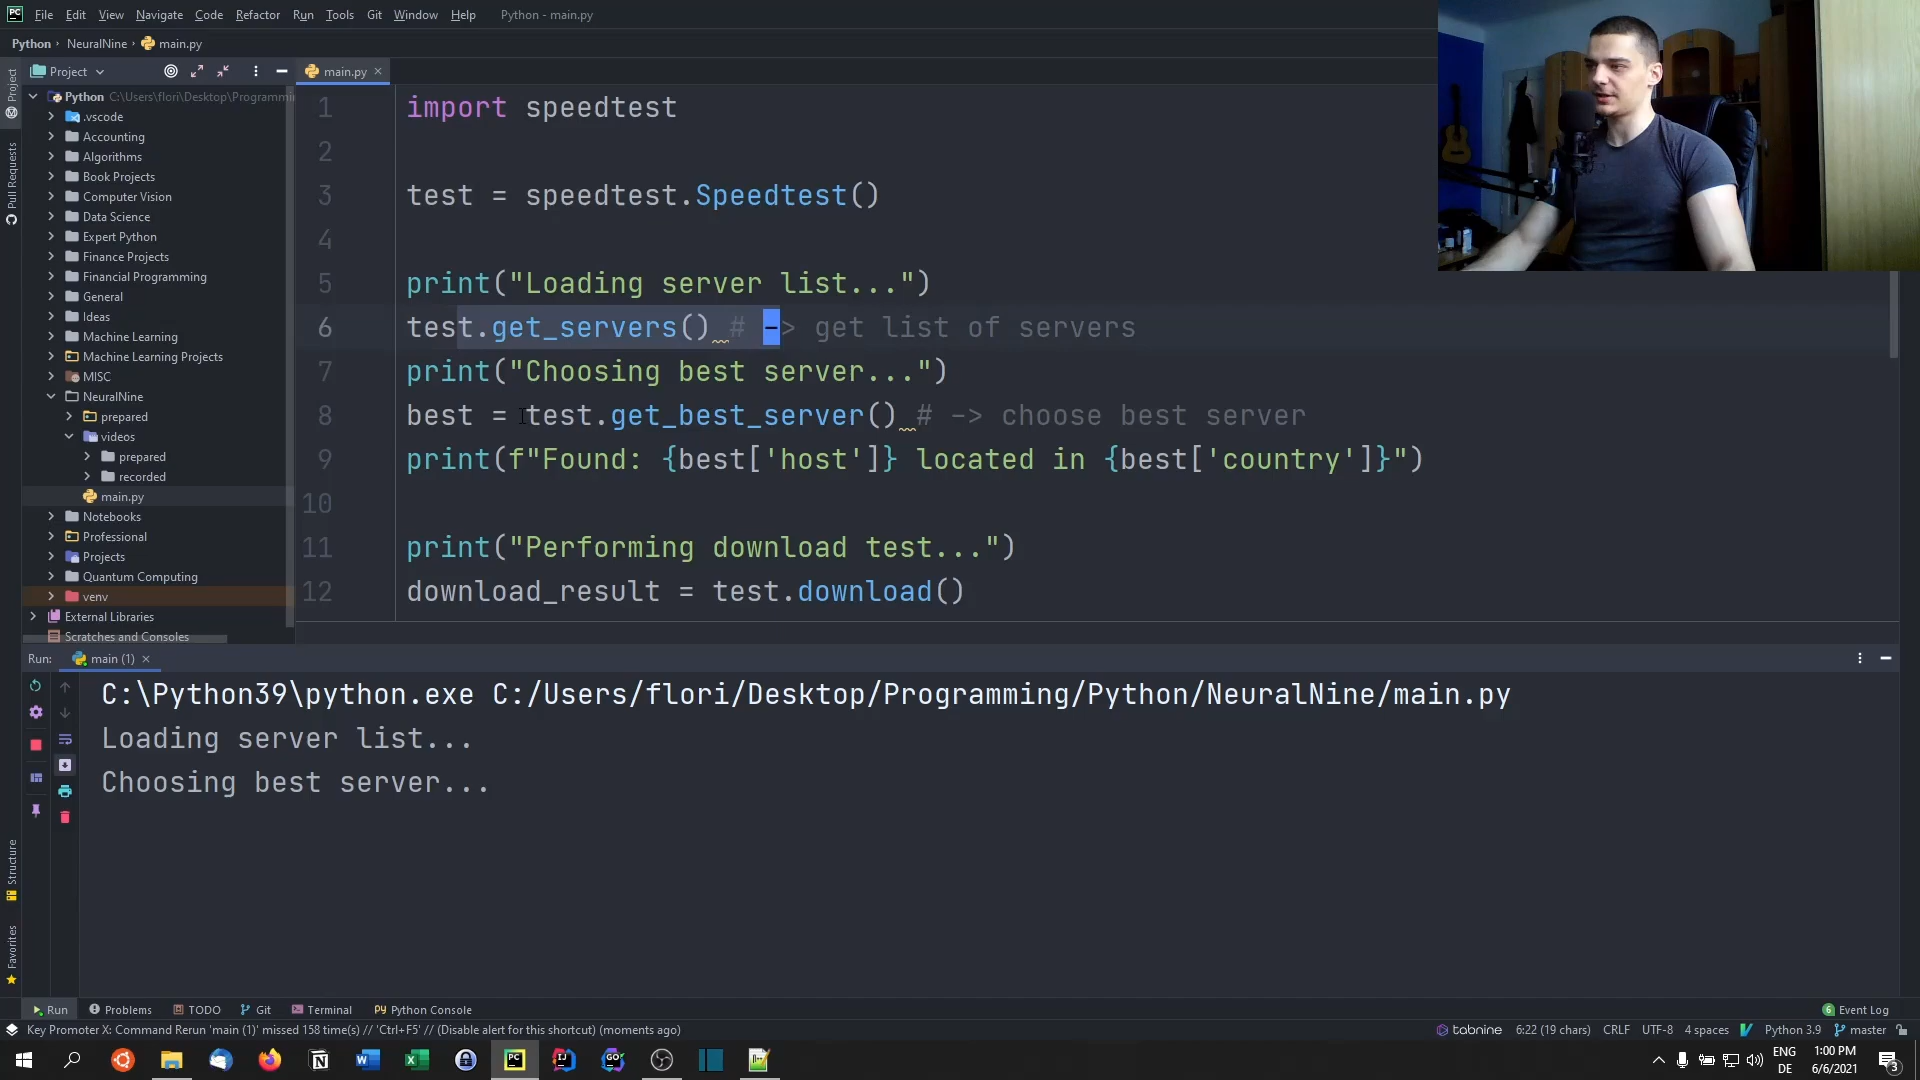 File Edit View Navigate Code Refactor Run Tools Git Window Help Python - main.py
Python NeuralNine main.py
Project
main.py
Project
Pull Requests
Python C:\Users\flori\Desktop\Programmi
.vscode
Accounting
Algorithms
Book Projects
Computer Vision
Data Science
Expert Python
Finance Projects
Financial Programming
General
Ideas
Machine Learning
Machine Learning Projects
MISC
NeuralNine
prepared
videos
prepared
recorded
main.py
Notebooks
Professional
Projects
Quantum Computing
venv
External Libraries
Scratches and Consoles
1 import speedtest
2
3 test = speedtest.Speedtest()
4
5 print("Loading server list...")
6 test.get_servers() # -> get list of servers
7 print("Choosing best server...")
8 best = test.get_best_server() # -> choose best server
9 print(f"Found: {best['host']} located in {best['country']}")
10
11 print("Performing download test...")
12 download_result = test.download()
Run: main (1)
C:\Python39\python.exe C:/Users/flori/Desktop/Programming/Python/NeuralNine/main.py
Loading server list...
Choosing best server...
Structure
Favorites
Run Problems TODO Git Terminal Python Console 6 Event Log
Key Promoter X: Command Rerun 'main (1)' missed 158 time(s) // 'Ctrl+F5' // (Disable alert for this shortcut) (moments ago) tabnine 6:22 (19 chars) CRLF UTF-8 4 spaces Python 3.9 master
ENG 1:00 PM
DE 6/6/2021 3